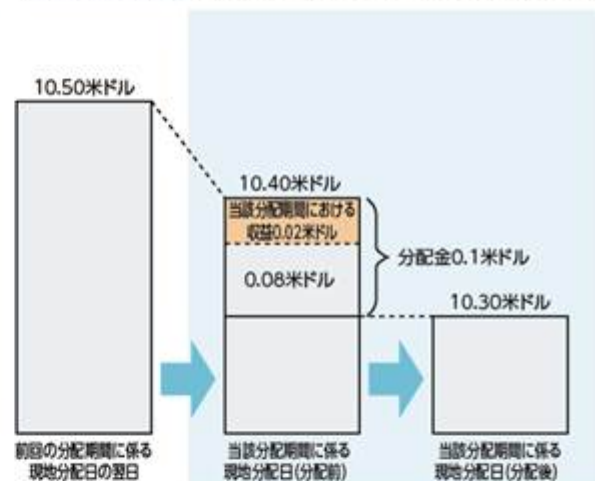 10.50米ドル
10.40米ドル
当該分配期間における
収益0.02米ドル
0.08米ドル
分配金0.1米ドル
10.30米ドル
前回の分配期間に係る
現地分配日の翌日
当該分配期間に係る
現地分配日(分配前)
当該分配期間に係る
現地分配日(分配後)